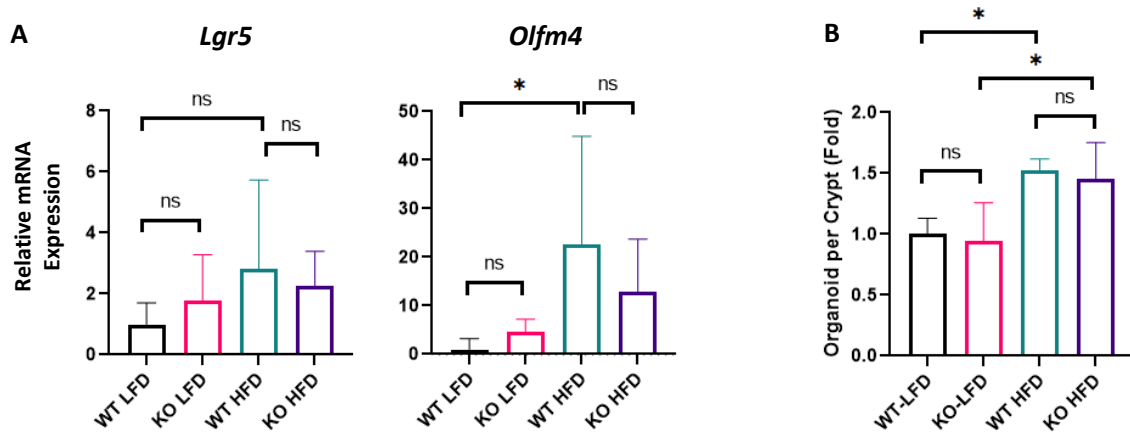 A
Lgr5
Olfm4
B
Relative mRNA
Expression
8
6
4
2
0
ns
ns
ns
WT LFD
KO LFD
WT HFD
KO HFD
50
40
30
20
10
0
*
ns
ns
WT LFD
KO LFD
WT HFD
KO HFD
Organoid per Crypt (Fold)
2.0
1.5
1.0
0.5
0.0
*
*
ns
ns
WT-LFD
KO-LFD
WT HFD
KO HFD